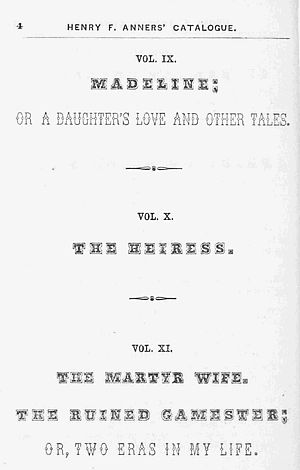 4 HENRY F. ANNERS' CATALOGUE.
VOL. IX.
MADELINE;
OR A DAUGHTER'S LOVE AND OTHER TALES.
VOL. X.
THE HEIRESS.
VOL. XI.
THE MARTYR WIFE.
THE RUINED GAMESTER;
OR, TWO ERAS IN MY LIFE.